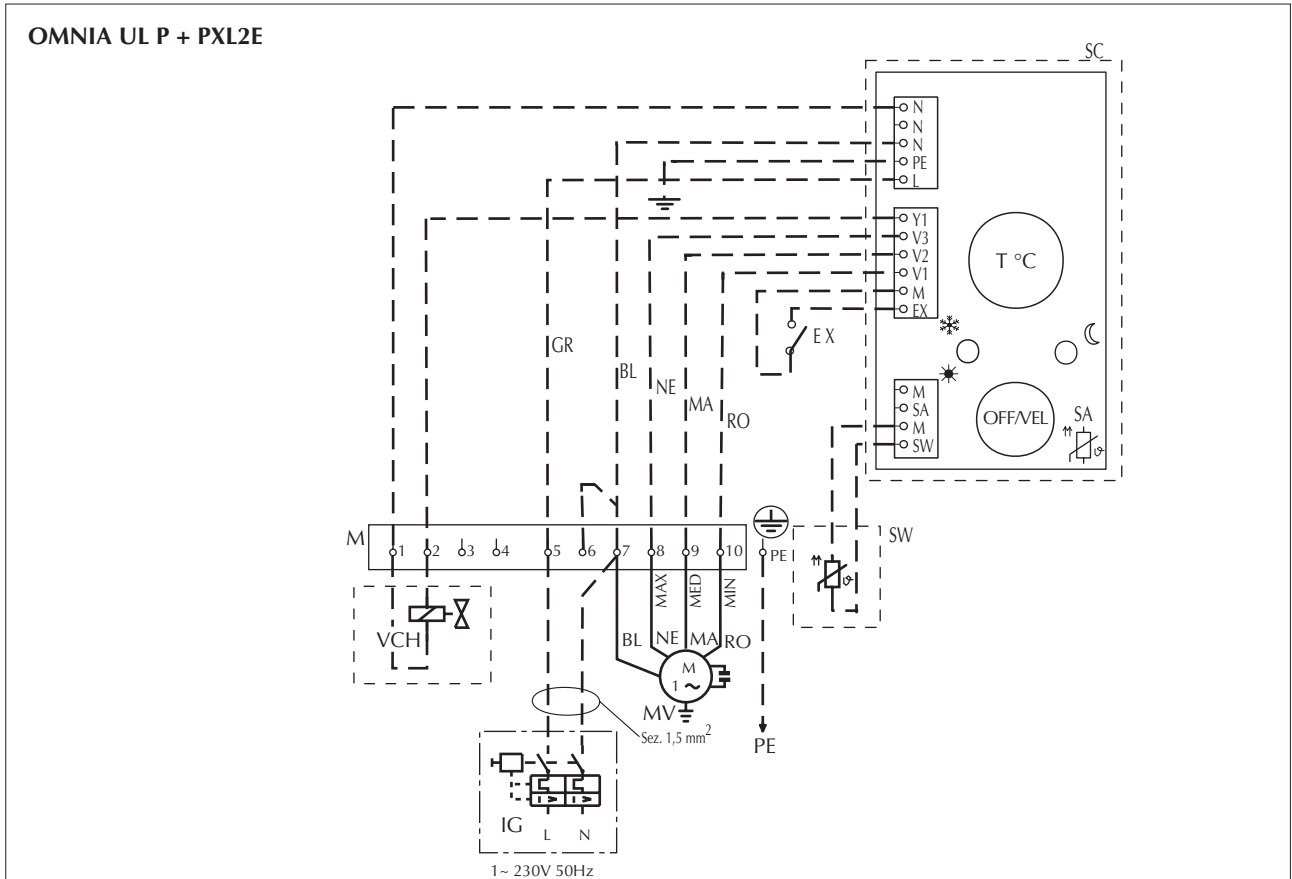 OMNIA UL P + PXL2E
SC
N
N
N
PE
L
Y1
V3
V2
V1
M
EX
T °C
EX
GR
BL
NE
MA
RO
M
SA
M
SW
OFF/VEL
SA
M
1
2
3
4
5
6
7
8
9
10
PE
SW
MAX
MED
MIN
VCH
BL
NE
MA
RO
M
1 ~
MV
Sez. 1,5 mm2
PE
IG
L
N
1~ 230V 50Hz